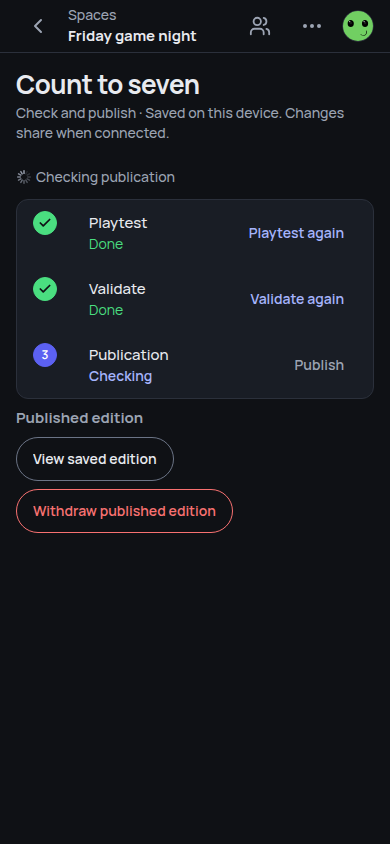 Spaces
Friday game night
Count to seven
Check and publish · Saved on this device. Changes
share when connected.
Checking publication
Playtest
Done
Playtest again
Validate
Done
Validate again
3
Publication
Checking
Publish
Published edition
View saved edition
Withdraw published edition